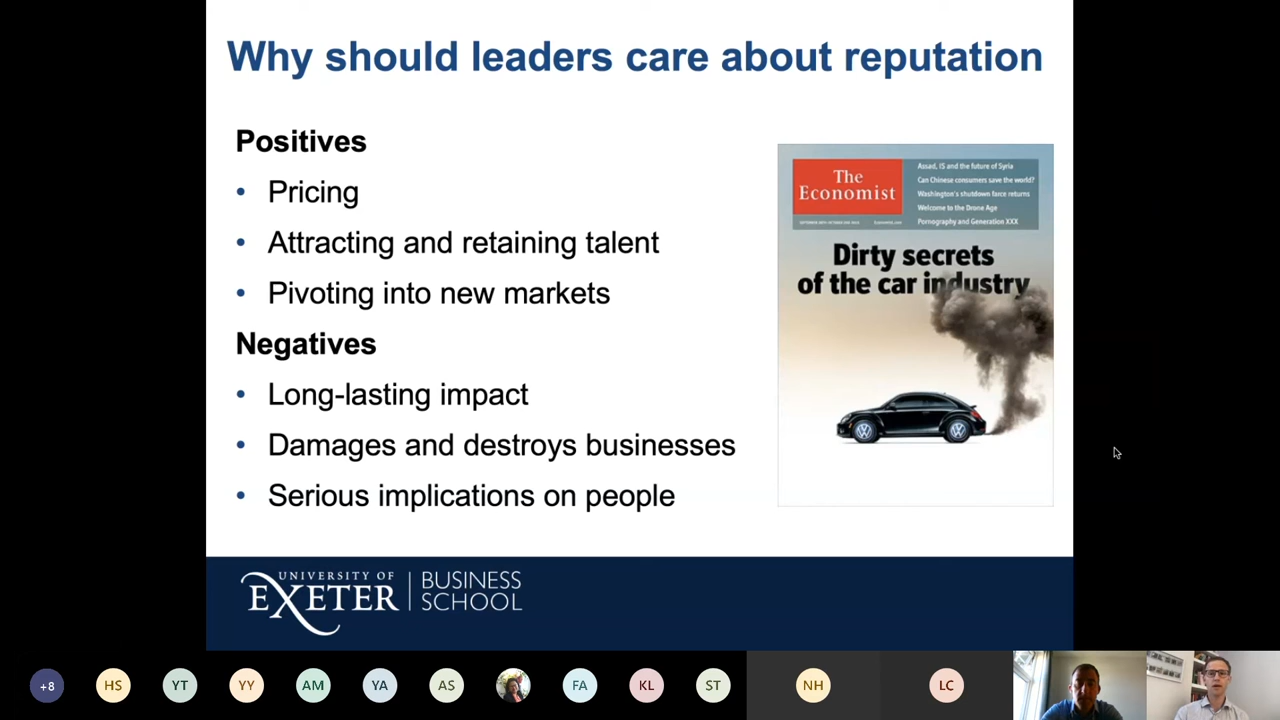 Why should leaders care about reputation
Positives
• Pricing
• Attracting and retaining talent
• Pivoting into new markets
Negatives
• Long-lasting impact
• Damages and destroys businesses
• Serious implications on people
The
Economist
Assad, IS and the future of Syria
Can Chinese consumers save the world?
Washington's shutdown farce returns
Welcome to the Drone Age
Pornography and Generation XXX
Dirty secrets
of the car industry
UNIVERSITY OF
EXETER
BUSINESS
SCHOOL
+8
HS
YT
YY
AM
YA
AS
FA
KL
ST
NH
LC